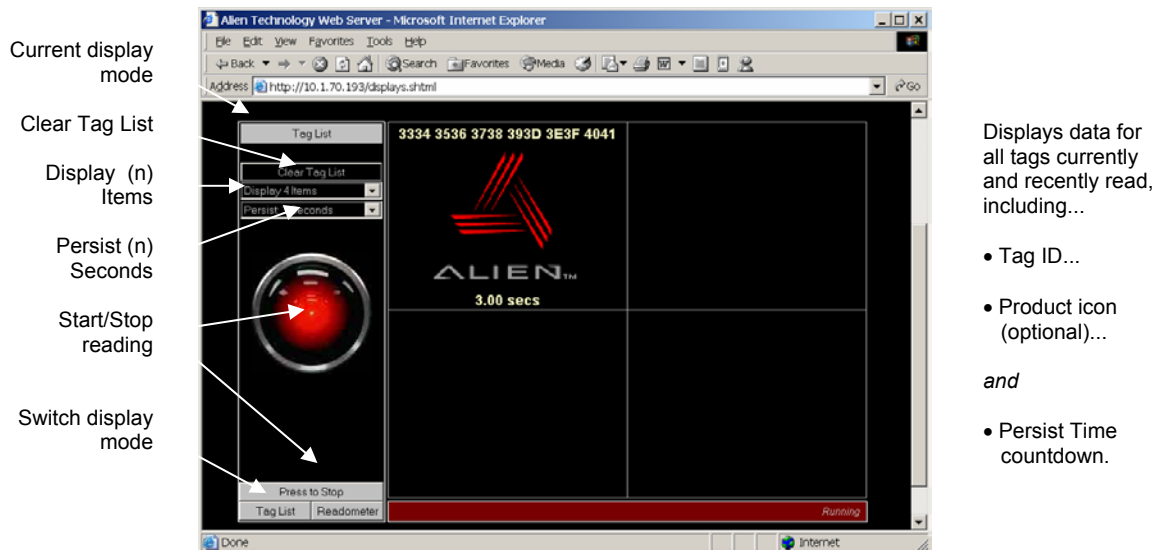 Alien Technology Web Server - Microsoft Internet Explorer
File Edit View Favorites Tools Help
Back Search Favorites Media
Address http://10.1.70.193/displays.shtml Go
Current display
mode
Clear Tag List
Display (n)
Items
Persist (n)
Seconds
Start/Stop
reading
Switch display
mode
Tag List
Clear Tag List
Display 4 Items
Persist Seconds
Press to Stop
Tag List Readometer
3334 3536 3738 393D 3E3F 4041
ALIEN™
3.00 secs
Running
Done Internet
Displays data for
all tags currently
and recently read,
including...
• Tag ID...
• Product icon
(optional)...
and
• Persist Time
countdown.